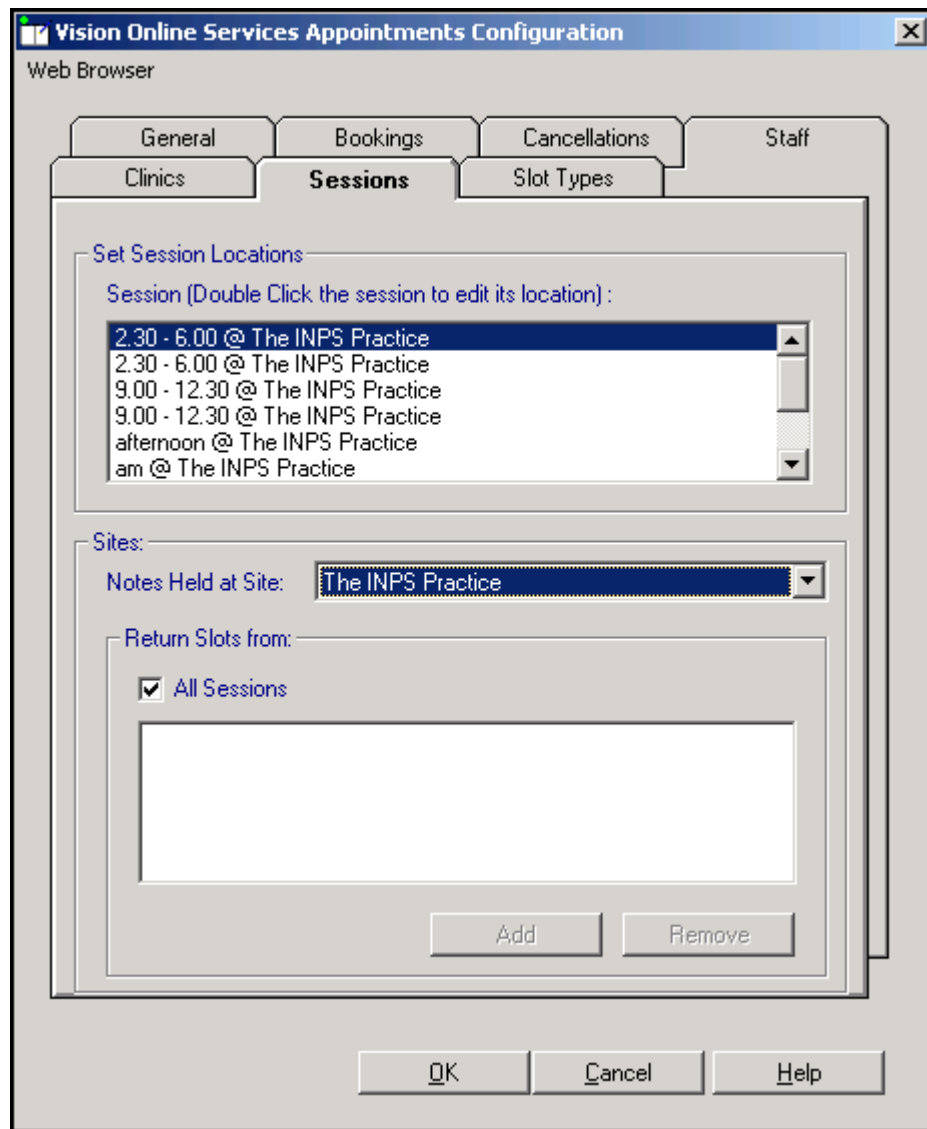 Vision Online Services Appointments Configuration
Web Browser
General Bookings Cancellations Staff
Clinics Sessions Slot Types
Set Session Locations
Session (Double Click the session to edit its location) :
2.30 - 6.00 @ The INPS Practice
2.30 - 6.00 @ The INPS Practice
9.00 - 12.30 @ The INPS Practice
9.00 - 12.30 @ The INPS Practice
afternoon @ The INPS Practice
am @ The INPS Practice
Sites:
Notes Held at Site: The INPS Practice
Return Slots from:
All Sessions
Add Remove
OK Cancel Help